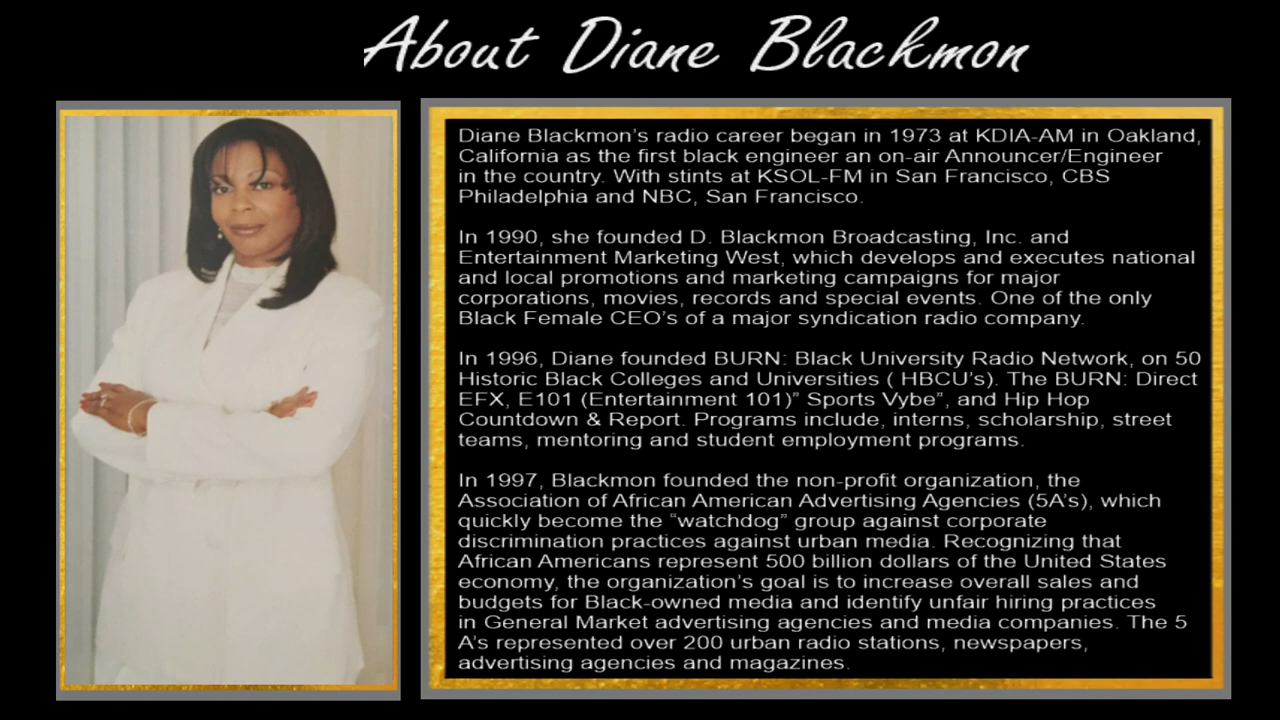 About Diane Blackmon
Diane Blackmon's radio career began in 1973 at KDIA-AM in Oakland,
California as the first black engineer an on-air Announcer/Engineer
in the country. With stints at KSOL-FM in San Francisco, CBS
Philadelphia and NBC, San Francisco.
In 1990, she founded D. Blackmon Broadcasting, Inc. and
Entertainment Marketing West, which develops and executes national
and local promotions and marketing campaigns for major
corporations, movies, records and special events. One of the only
Black Female CEO's of a major syndication radio company.
In 1996, Diane founded BURN: Black University Radio Network, on 50
Historic Black Colleges and Universities ( HBCU's). The BURN: Direct
EFX, E101 (Entertainment 101)” Sports Vybe”, and Hip Hop
Countdown & Report. Programs include, interns, scholarship, street
teams, mentoring and student employment programs.
In 1997, Blackmon founded the non-profit organization, the
Association of African American Advertising Agencies (5A's), which
quickly become the “watchdog” group against corporate
discrimination practices against urban media. Recognizing that
African Americans represent 500 billion dollars of the United States
economy, the organization's goal is to increase overall sales and
budgets for Black-owned media and identify unfair hiring practices
in General Market advertising agencies and media companies. The 5
A's represented over 200 urban radio stations, newspapers,
advertising agencies and magazines.